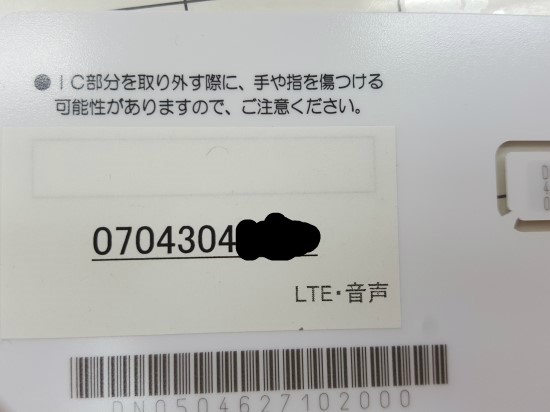 ●ＩＣ部分を取り外す際に、手や指を傷つける
可能性がありますので、ご注意ください。
0704304
LTE・音声
DN0504627102000